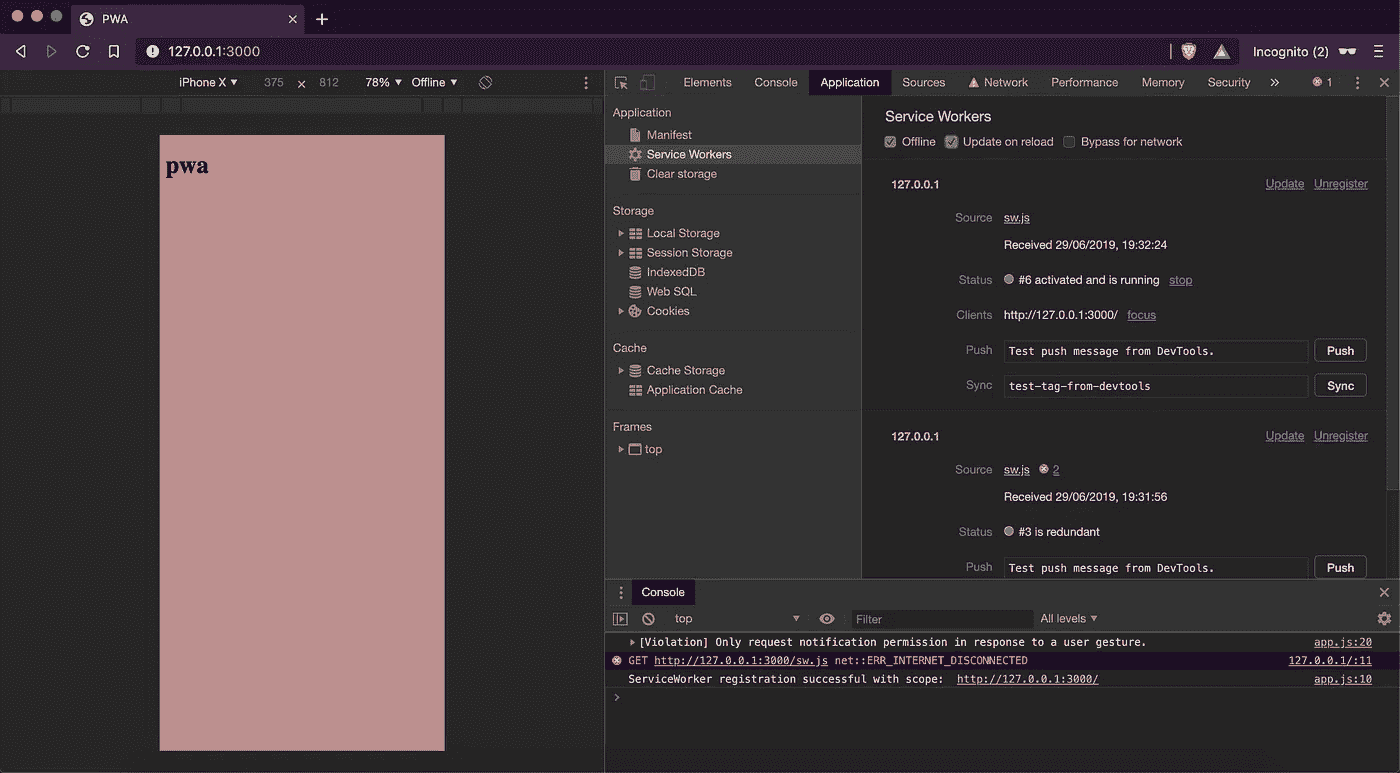 PWA
127.0.0.1:3000
Incognito (2)
iPhone X ▼ 375 × 812 78% ▼ Offline ▼
Elements Console Application Sources Network Performance Memory Security » 1
pwa
Application
Manifest
Service Workers
Clear storage
Storage
Local Storage
Session Storage
IndexedDB
Web SQL
Cookies
Cache
Cache Storage
Application Cache
Frames
top
Service Workers
Offline Update on reload Bypass for network
127.0.0.1 Update Unregister
Source sw.js
Received 29/06/2019, 19:32:24
Status #6 activated and is running stop
Clients http://127.0.0.1:3000/ focus
Push Test push message from DevTools. Push
Sync test-tag-from-devtools Sync
127.0.0.1 Update Unregister
Source sw.js 2
Received 29/06/2019, 19:31:56
Status #3 is redundant
Push Test push message from DevTools. Push
Console
top ▼ Filter All levels ▼
[Violation] Only request notification permission in response to a user gesture. app.js:20
GET http://127.0.0.1:3000/sw.js net::ERR_INTERNET_DISCONNECTED 127.0.0.1/:11
ServiceWorker registration successful with scope: http://127.0.0.1:3000/ app.js:10